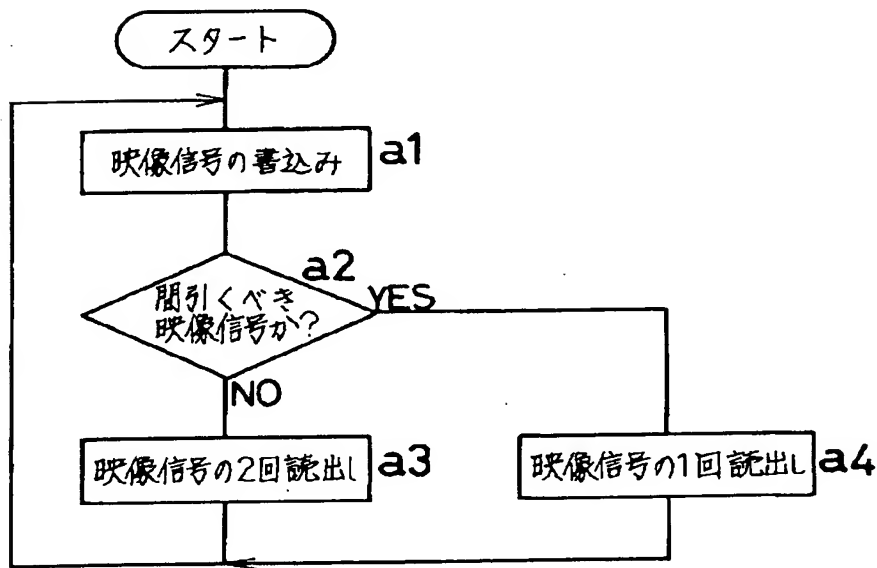 スタート
映像信号の書込み
a1
a2
間引くべき
映像信号か?
YES
NO
映像信号の2回読出し
a3
映像信号の1回読出し
a4